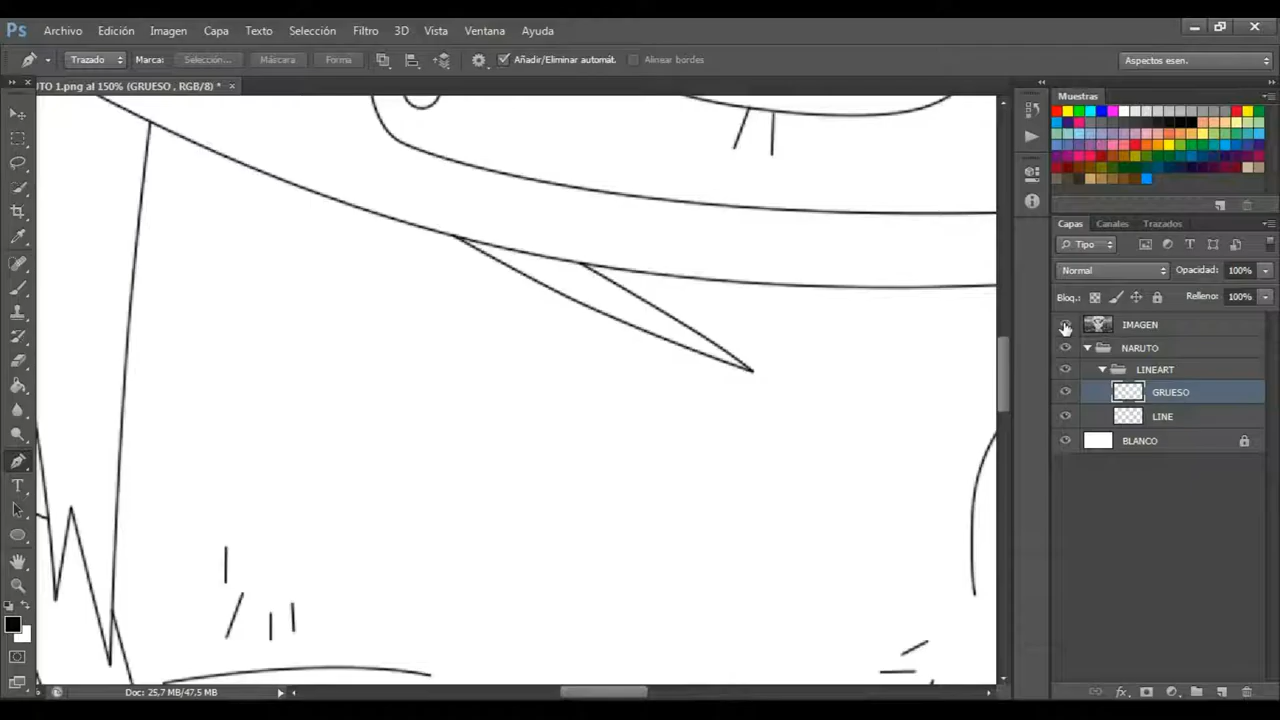 Ps Archivo Edición Imagen Capa Texto Selección Filtro 3D Vista Ventana Ayuda
Trazado Marca: Selección... Máscara Forma Añadir/Eliminar automát. Alinear bordes Aspectos esen.
UTO 1.png al 150% (GRUESO , RGB/8) *
Muestras
Capas Canales Trazados
Tipo
Normal Opacidad: 100%
Bloq.: Relleno: 100%
IMAGEN
NARUTO
LINEART
GRUESO
LINE
BLANCO
Doc: 25,7 MB/47,5 MB